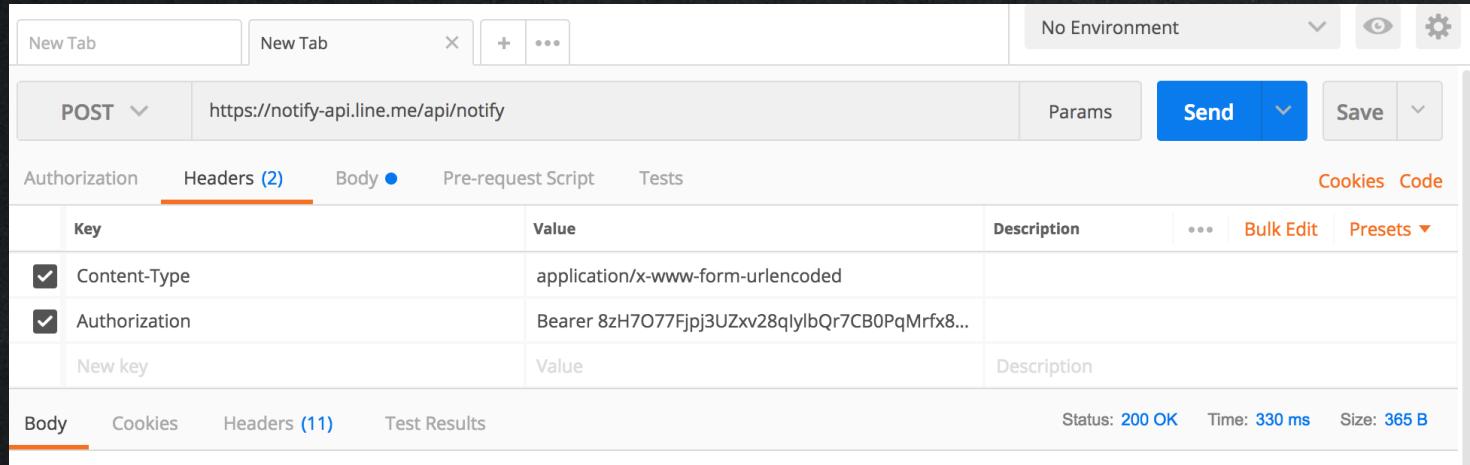 New Tab New Tab No Environment
POST https://notify-api.line.me/api/notify Params Send Save
Authorization Headers (2) Body Pre-request Script Tests Cookies Code
Key Value Description Bulk Edit Presets
Content-Type application/x-www-form-urlencoded
Authorization Bearer 8zH7O77Fjpj3UZxv28qIylbQr7CB0PqMrfx8...
New key Value Description
Body Cookies Headers (11) Test Results Status: 200 OK Time: 330 ms Size: 365 B